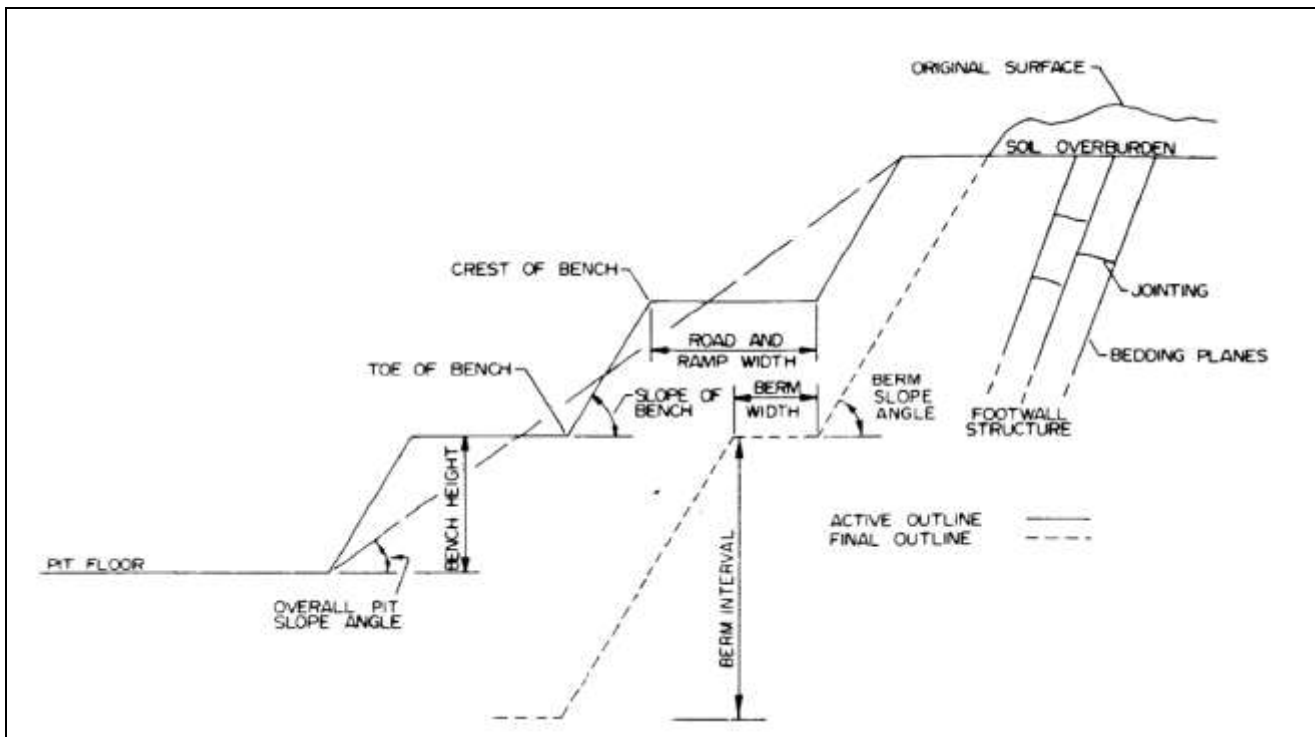 ORIGINAL SURFACE
SOIL OVERBURDEN
CREST OF BENCH
JOINTING
ROAD AND
RAMP WIDTH
BEDDING PLANES
TOE OF BENCH
SLOPE OF
BENCH
BERM
WIDTH
BERM
SLOPE
ANGLE
FOOTWALL
STRUCTURE
BENCH HEIGHT
ACTIVE OUTLINE
FINAL OUTLINE
PIT FLOOR
OVERALL PIT
SLOPE ANGLE
BERM INTERVAL